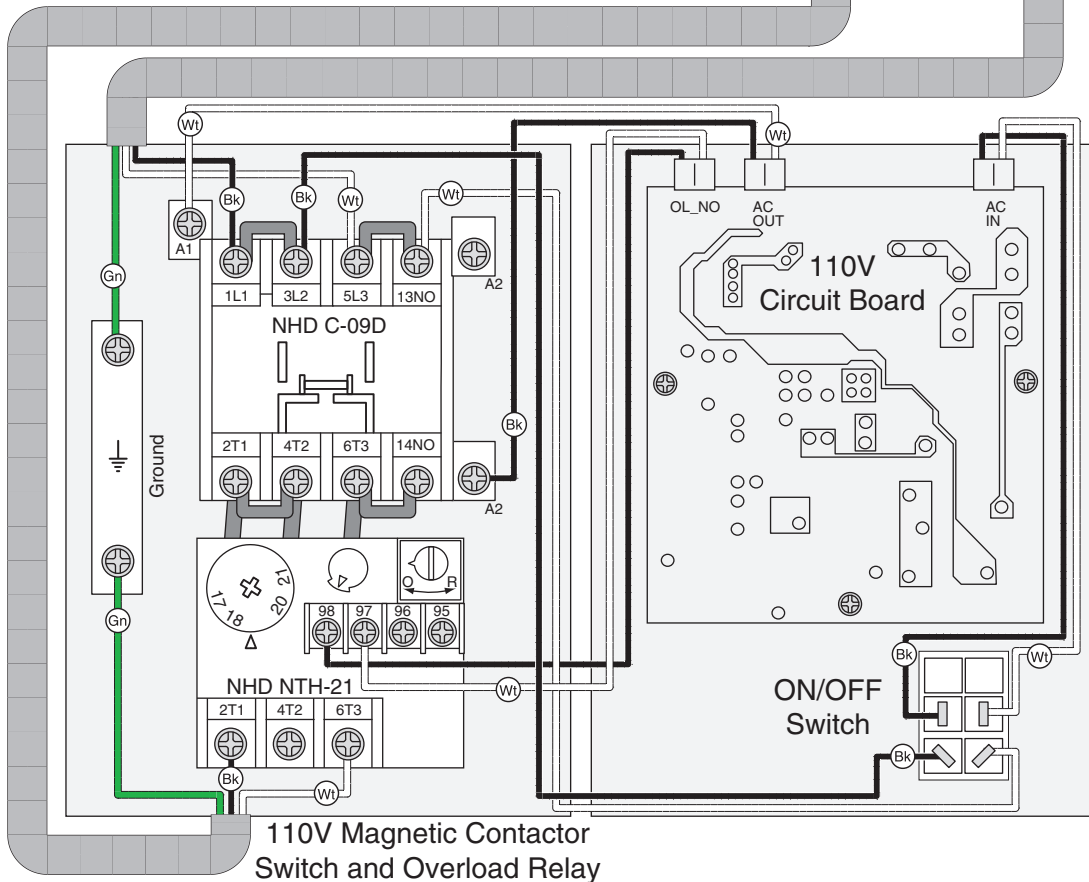 Wt
Wt
OL_NO
AC
OUT
AC
IN
Bk
Bk
Wt
Wt
A1
A2
Gn
1L1
3L2
5L3
13NO
NHD C-09D
110V
Circuit Board
Bk
2T1
4T2
6T3
14NO
A2
Ground
17
18
20
21
O
R
98
97
96
95
Gn
Wt
NHD NTH-21
2T1
4T2
6T3
Bk
Wt
ON/OFF
Switch
Bk
Wt
Bk
110V Magnetic Contactor
Switch and Overload Relay